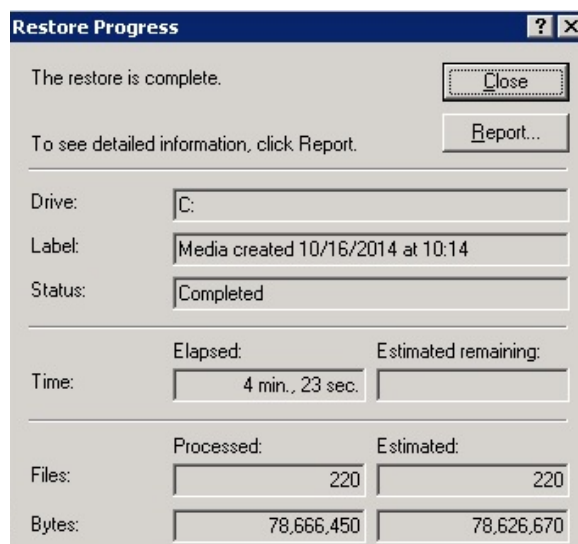 Restore Progress
The restore is complete.
Close
To see detailed information, click Report.
Report...
Drive: C:
Label: Media created 10/16/2014 at 10:14
Status: Completed
Elapsed: Estimated remaining:
Time: 4 min., 23 sec.
Processed: Estimated:
Files: 220 220
Bytes: 78,666,450 78,626,670